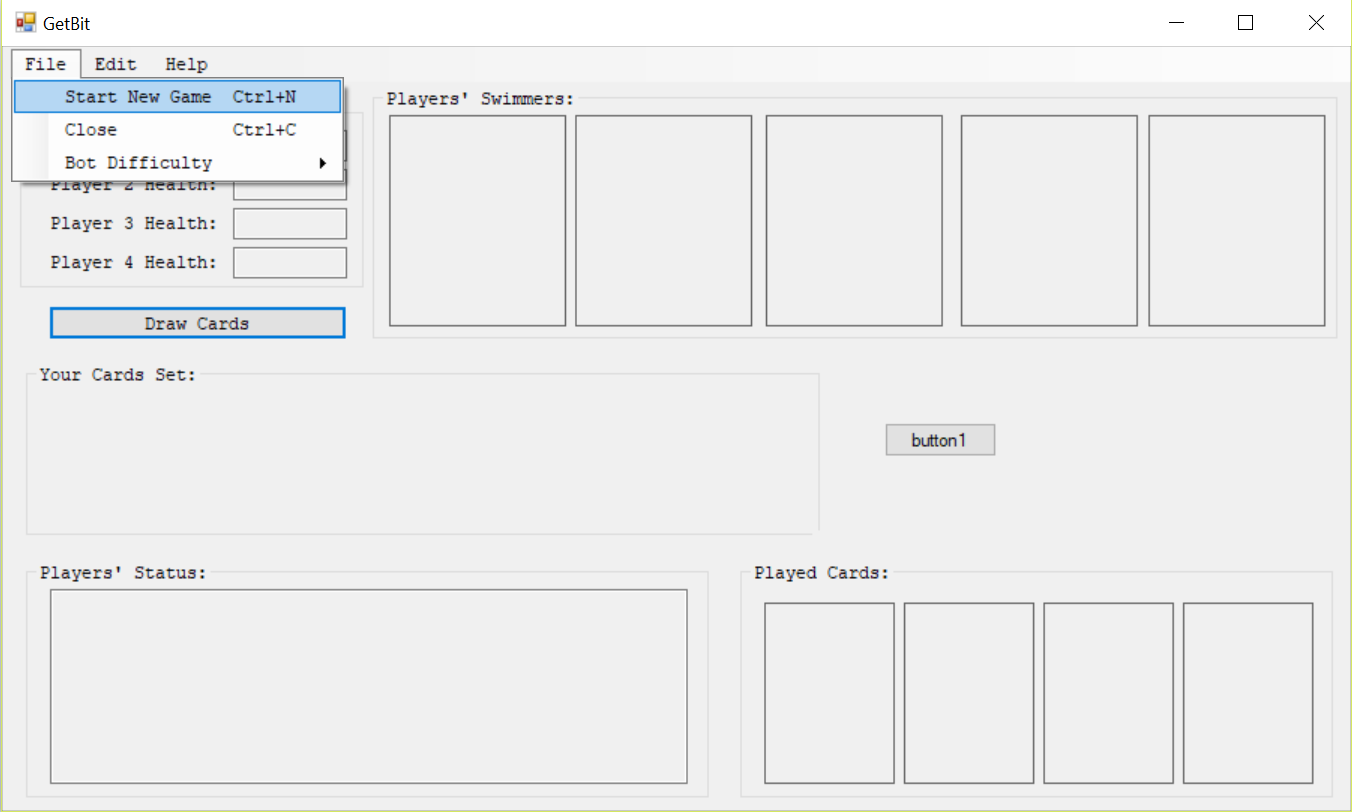 GetBit
File Edit Help
Start New Game Ctrl+N
Close Ctrl+C
Bot Difficulty
Player 2 Health:
Player 3 Health:
Player 4 Health:
Draw Cards
Players' Swimmers:
Your Cards Set:
button1
Players' Status:
Played Cards: